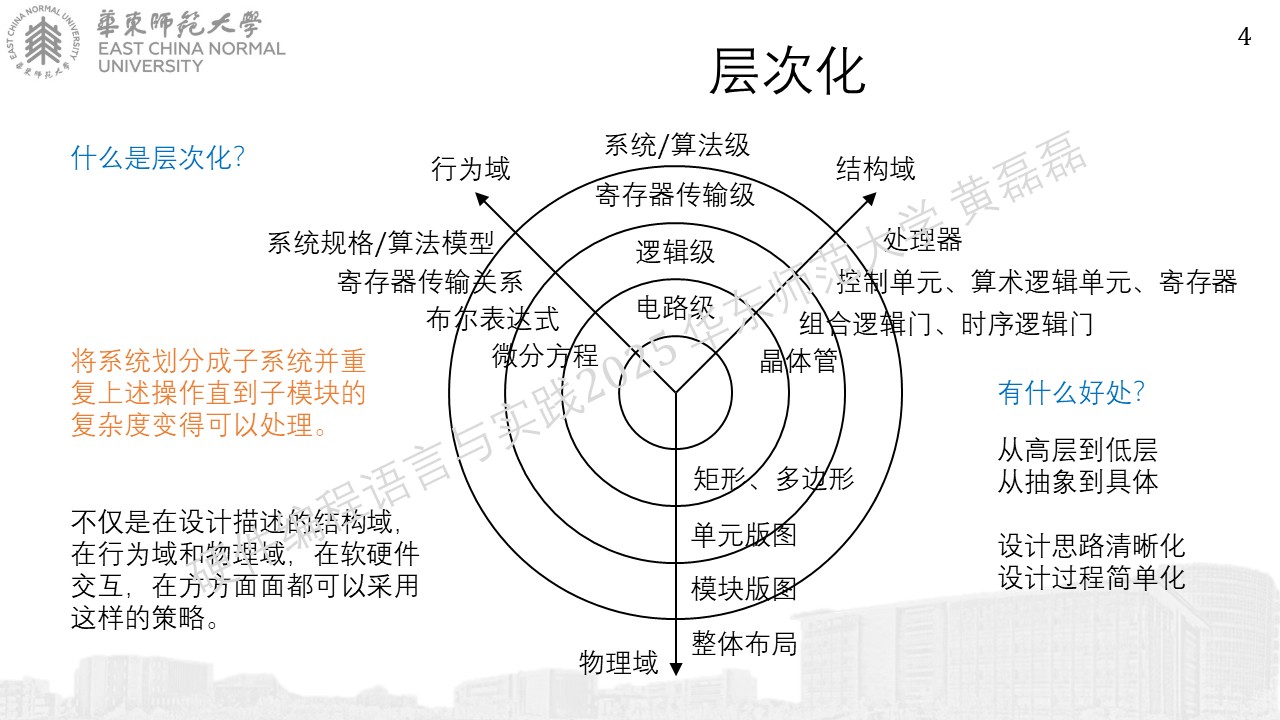 華東師範大學
EAST CHINA NORMAL
UNIVERSITY
EAST CHINA NORMAL UNIVERSITY
華東师范大学
4
层次化
什么是层次化？
将系统划分成子系统并重
复上述操作直到子模块的
复杂度变得可以处理。
不仅是在设计描述的结构域，
在行为域和物理域，在软硬件
交互，在方方面面都可以采用
这样的策略。
系统/算法级
寄存器传输级
逻辑级
电路级
行为域
系统规格/算法模型
寄存器传输关系
布尔表达式
微分方程
结构域
处理器
控制单元、算术逻辑单元、寄存器
组合逻辑门、时序逻辑门
晶体管
矩形、多边形
单元版图
模块版图
整体布局
物理域
有什么好处？
从高层到低层
从抽象到具体
设计思路清晰化
设计过程简单化
硬件编程语言与实践2025 华东师范大学 黄磊磊